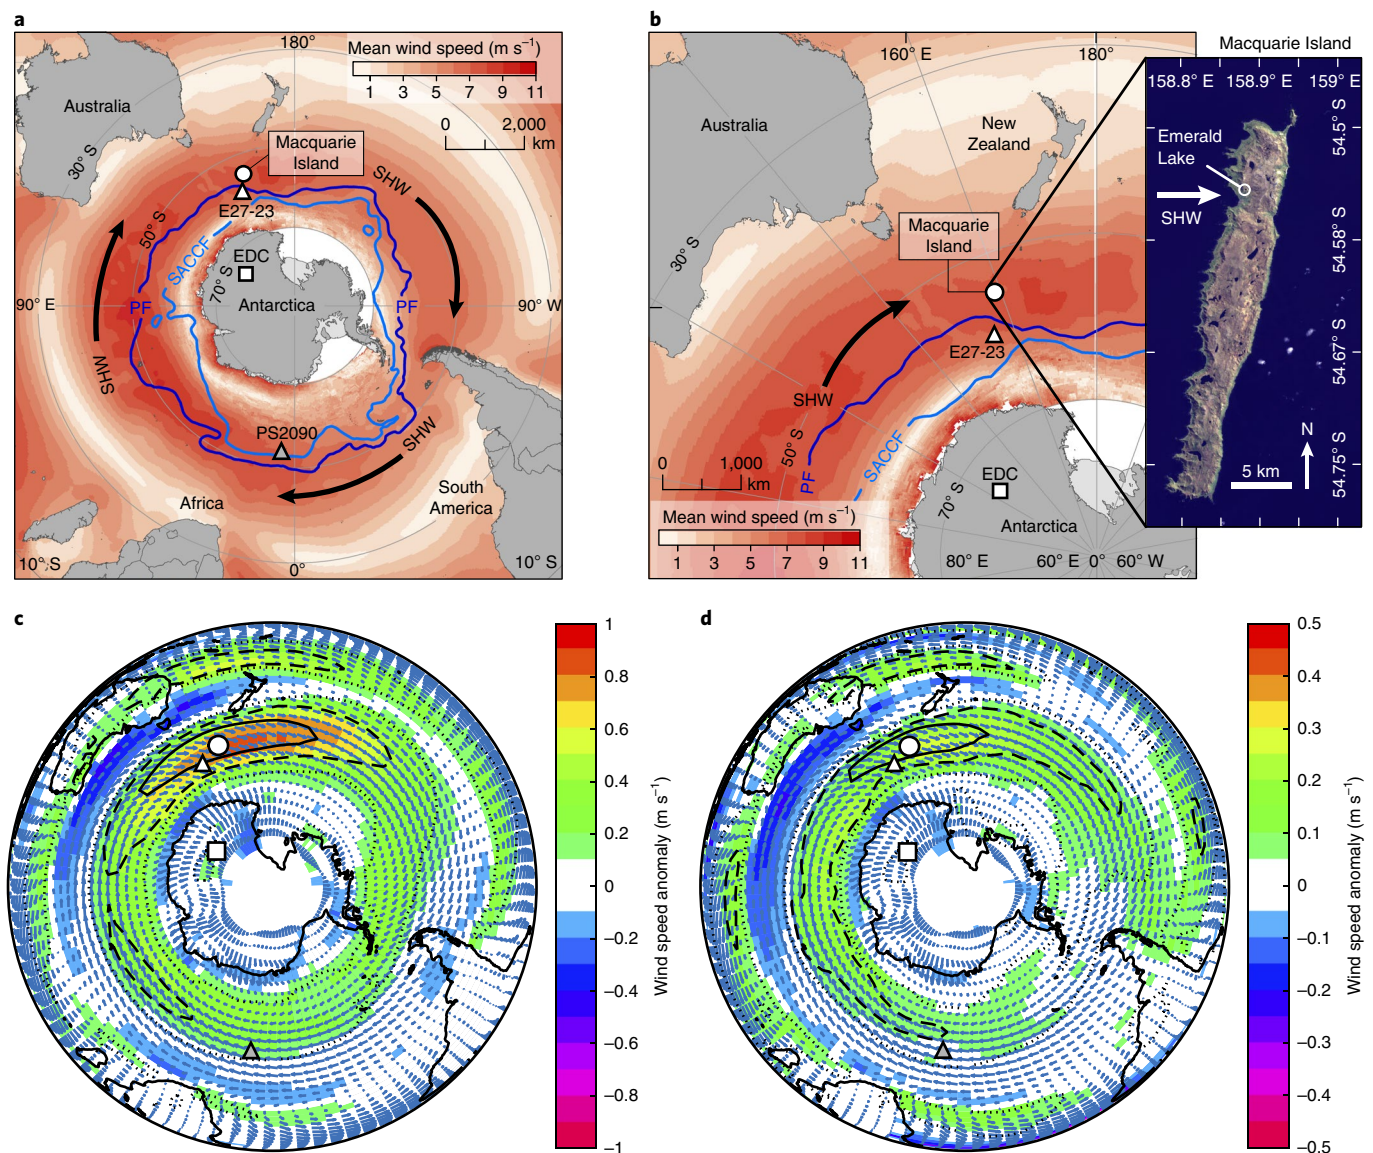 a
180°
Mean wind speed (m s⁻¹)
1 3 5 7 9 11
0 2,000
km
Australia
30° S
Macquarie
Island
SHW
E27-23
50° S
SACCF
EDC
70° S
90° E
PF
Antarctica
PF
90° W
SHW
PS2090
SHW
Africa
South
America
10° S
0°
10° S
b
160° E
180°
Macquarie Island
Australia
New
Zealand
Macquarie
Island
30° S
E27-23
SHW
50° S
SACCF
PF
0 1,000
km
EDC
70° S
Antarctica
Mean wind speed (m s⁻¹)
1 3 5 7 9 11
80° E
60° E
0°
60° W
158.8° E 158.9° E 159° E
54.5° S
Emerald
Lake
SHW
54.58° S
54.67° S
N
54.75° S
5 km
c
1
0.8
0.6
0.4
0.2
0
–0.2
–0.4
–0.6
–0.8
–1
Wind speed anomaly (m s⁻¹)
d
0.5
0.4
0.3
0.2
0.1
0
–0.1
–0.2
–0.3
–0.4
–0.5
Wind speed anomaly (m s⁻¹)